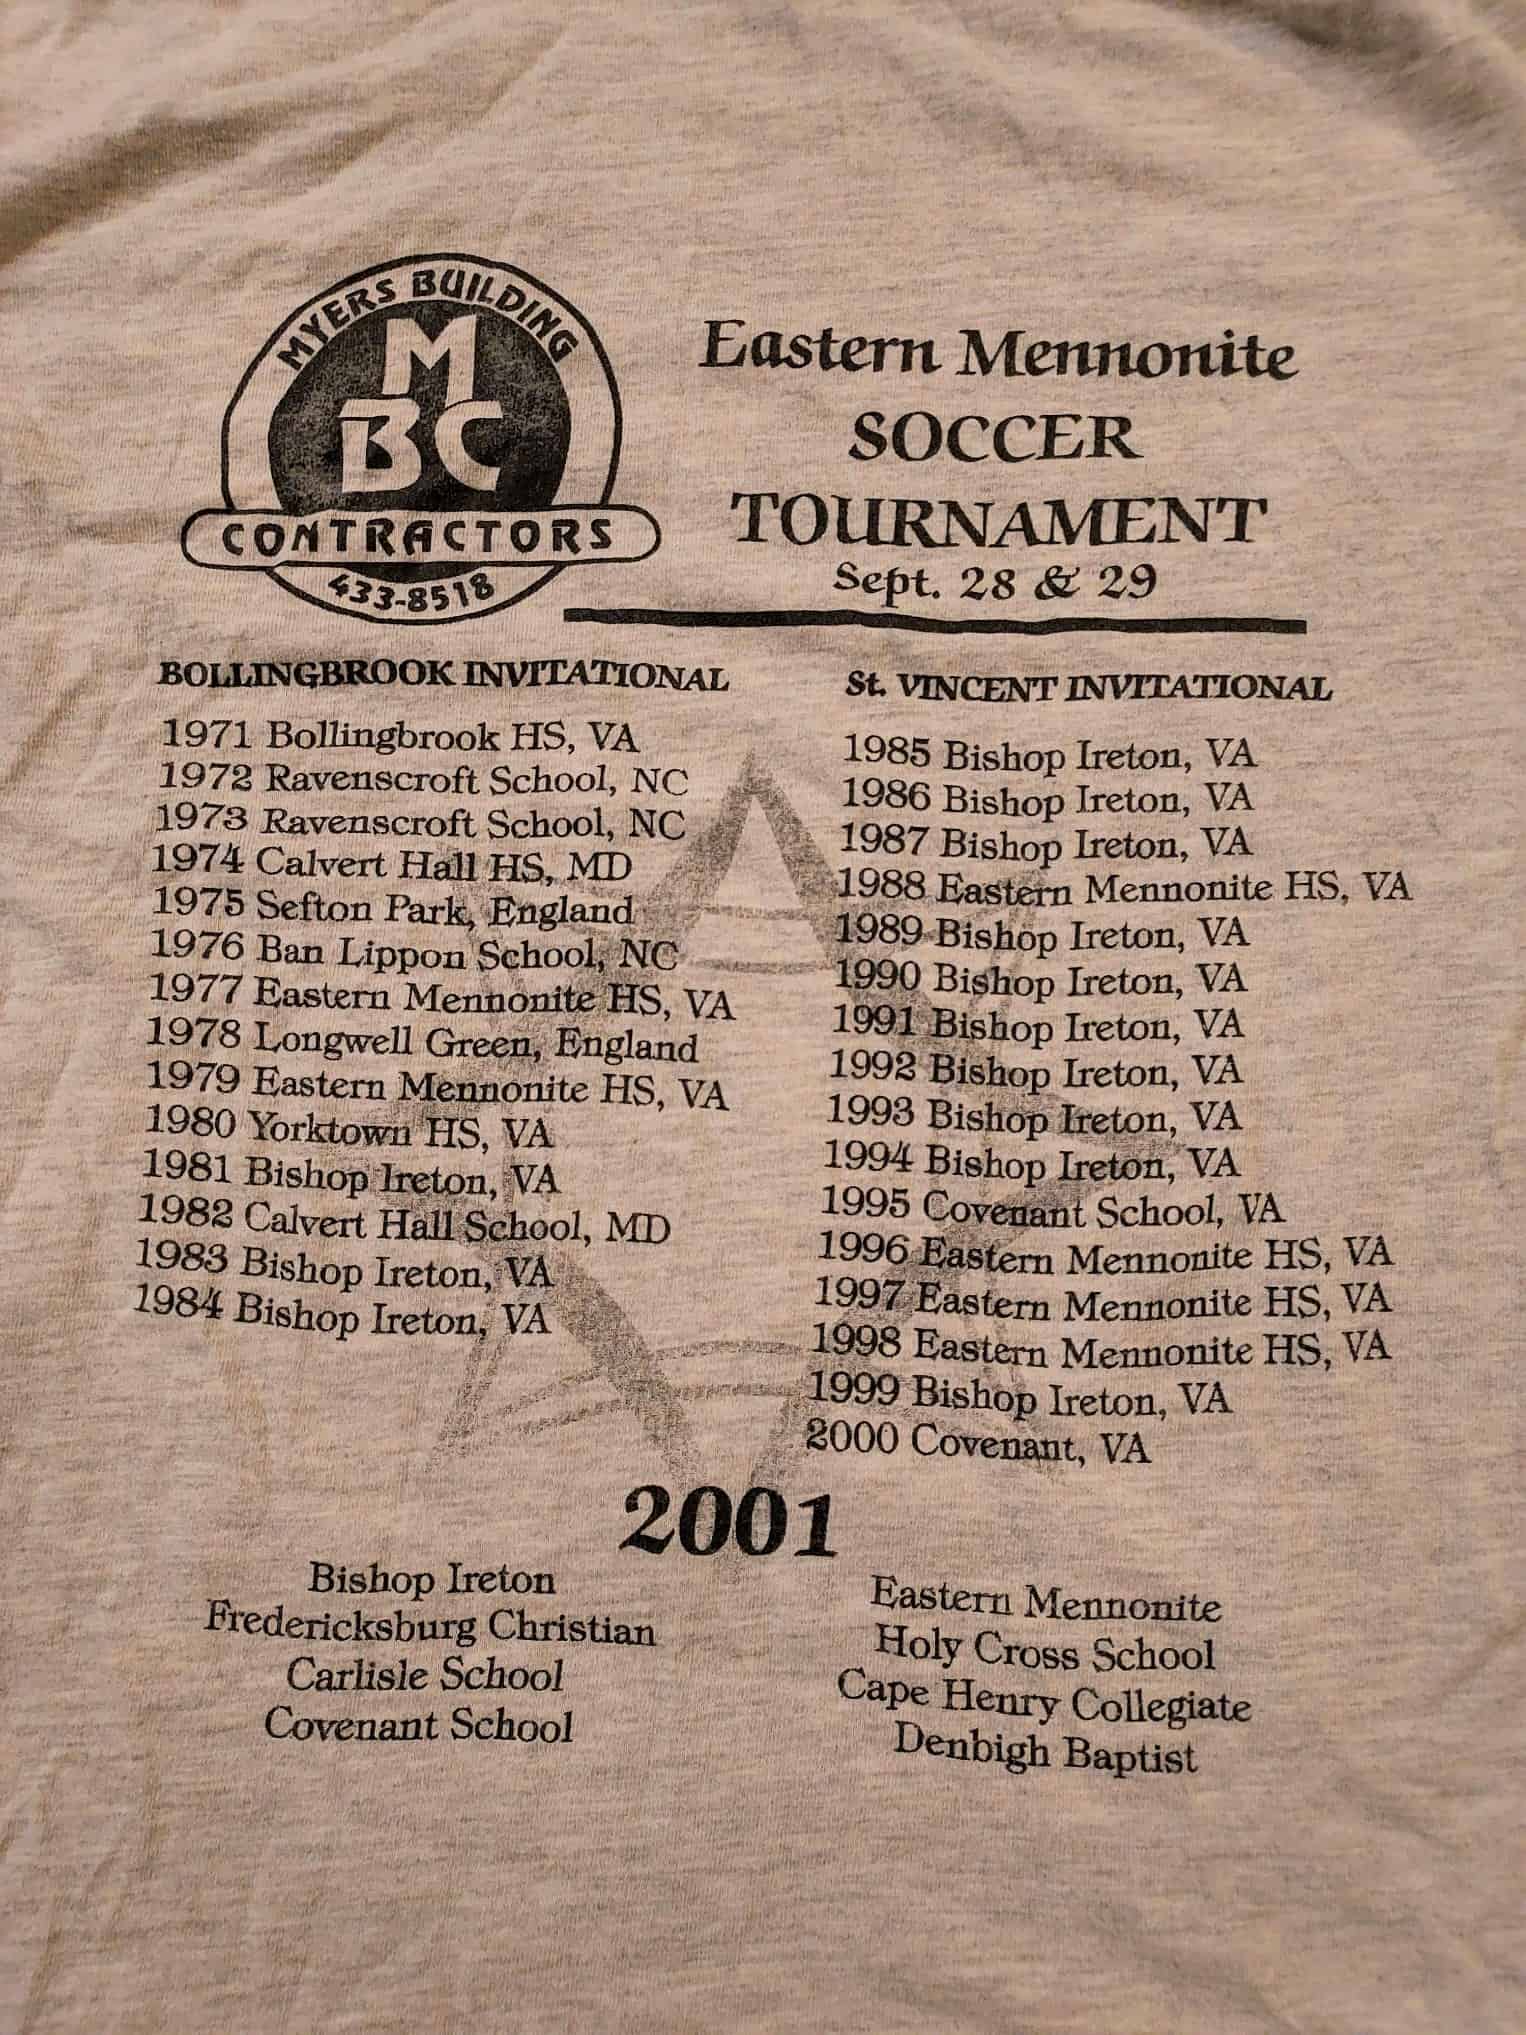 MYERS BUILDING
M
BC
CONTRACTORS
433-8518
Eastern Mennonite
SOCCER
TOURNAMENT
Sept. 28 & 29
BOLLINGBROOK INVITATIONAL
1971 Bollingbrook HS, VA
1972 Ravenscroft School, NC
1973 Ravenscroft School, NC
1974 Calvert Hall HS, MD
1975 Sefton Park, England
1976 Ban Lippon School, NC
1977 Eastern Mennonite HS, VA
1978 Longwell Green, England
1979 Eastern Mennonite HS, VA
1980 Yorktown HS, VA
1981 Bishop Ireton, VA
1982 Calvert Hall School, MD
1983 Bishop Ireton, VA
1984 Bishop Ireton, VA
St. VINCENT INVITATIONAL
1985 Bishop Ireton, VA
1986 Bishop Ireton, VA
1987 Bishop Ireton, VA
1988 Eastern Mennonite HS, VA
1989 Bishop Ireton, VA
1990 Bishop Ireton, VA
1991 Bishop Ireton, VA
1992 Bishop Ireton, VA
1993 Bishop Ireton, VA
1994 Bishop Ireton, VA
1995 Covenant School, VA
1996 Eastern Mennonite HS, VA
1997 Eastern Mennonite HS, VA
1998 Eastern Mennonite HS, VA
1999 Bishop Ireton, VA
2000 Covenant, VA
2001
Bishop Ireton
Fredericksburg Christian
Carlisle School
Covenant School
Eastern Mennonite
Holy Cross School
Cape Henry Collegiate
Denbigh Baptist